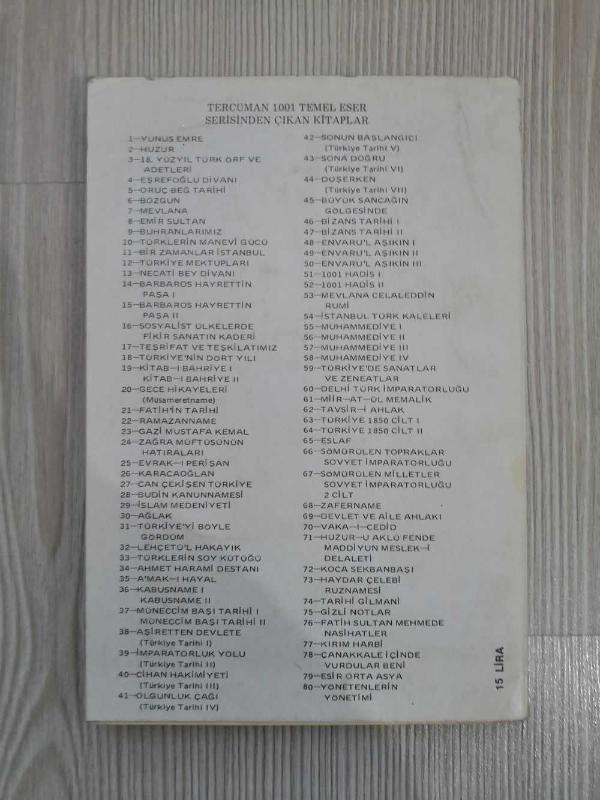 TERCÜMAN 1001 TEMEL ESER
SERİSİNDEN ÇIKAN KİTAPLAR
1—YUNUS EMRE
2—HUZUR
3—18. YÜZYIL TÜRK ÖRF VE
ADETLERİ
4—EŞREFOĞLU DİVANI
5—ORUÇ BEĞ TARİHİ
6—BOZGUN
7—MEVLANA
8—EMİR SULTAN
9—BUHRANLARIMIZ
10—TÜRKLERİN MANEVİ GÜCÜ
11—BİR ZAMANLAR İSTANBUL
12—TÜRKİYE MEKTUPLARI
13—NECATİ BEY DİVANI
14—BARBAROS HAYRETTİN
PAŞA I
15—BARBAROS HAYRETTİN
PAŞA II
16—SOSYALİST ÜLKELERDE
FİKİR SANATIN KADERİ
17—TEŞRİFAT VE TEŞKİLATIMIZ
18—TÜRKİYE'NİN DÖRT YILI
19—KİTAB—I BAHRİYE I
KİTAB—I BAHRİYE II
20—GECE HİKAYELERİ
(Müsameretname)
21—FATİH'İN TARİHİ
22—RAMAZANNAME
23—GAZİ MUSTAFA KEMAL
24—ZAĞRA MÜFTÜSÜNÜN
HATIRALARI
25—EVRAK—I PERİŞAN
26—KARACAOĞLAN
27—CAN ÇEKİŞEN TÜRKİYE
28—BUDİN KANUNNAMESİ
29—İSLAM MEDENİYETİ
30—AĞLAK
31—TÜRKİYE'Yİ BÖYLE
GÖRDÜM
32—LEHÇETÜ'L HAKAYIK
33—TÜRKLERİN SOY KÜTÜĞÜ
34—AHMET HARAMİ DESTANI
35—A'MAK—I HAYAL
36—KABUSNAME I
KABUSNAME II
37—MÜNECCİM BAŞI TARİHİ I
MÜNECCİM BAŞI TARİHİ II
38—AŞİRETTEN DEVLETE
(Türkiye Tarihi I)
39—İMPARATORLUK YOLU
(Türkiye Tarihi II)
40—CİHAN HAKİMİYETİ
(Türkiye Tarihi III)
41—OLGUNLUK ÇAĞI
(Türkiye Tarihi IV)
42—SONUN BAŞLANGICI
(Türkiye Tarihi V)
43—SONA DOĞRU
(Türkiye Tarihi VI)
44—DÜŞERKEN
(Türkiye Tarihi VII)
45—BÜYÜK SANCAĞIN
GÖLGESİNDE
46—BİZANS TARİHİ I
47—BİZANS TARİHİ II
48—ENVARU'L AŞIKIN I
49—ENVARU'L AŞIKIN II
50—ENVARU'L AŞIKIN III
51—1001 HADİS I
52—1001 HADİS II
53—MEVLANA CELALEDDİN
RUMİ
54—İSTANBUL TÜRK KALELERİ
55—MUHAMMEDİYE I
56—MUHAMMEDİYE II
57—MUHAMMEDİYE III
58—MUHAMMEDİYE IV
59—TÜRKİYE'DE SANATLAR
VE ZENEATLAR
60—DELHİ TÜRK İMPARATORLUĞU
61—MİİR—AT—ÜL MEMALİK
62—TAVSİR—İ AHLAK
63—TÜRKİYE 1850 CİLT I
64—TÜRKİYE 1850 CİLT II
65—ESLAF
66—SÖMÜRÜLEN TOPRAKLAR
SOVYET İMPARATORLUĞU
67—SÖMÜRÜLEN MİLLETLER
SOVYET İMPARATORLUĞU
2 CİLT
68—ZAFERNAME
69—DEVLET VE AİLE AHLAKI
70—VAKA—I—CEDİD
71—HUZUR—U AKLÜ FENDE
MADDİYUN MESLEK—İ
DELALETİ
72—KOCA SEKBANBAŞI
73—HAYDAR ÇELEBİ
RUZNAMESİ
74—TARİHİ GILMANİ
75—GİZLİ NOTLAR
76—FATİH SULTAN MEHMEDE
NASİHATLER
77—KIRIM HARBİ
78—ÇANAKKALE İÇİNDE
VURDULAR BENİ
79—ESİR ORTA ASYA
80—YÖNETENLERİN
YÖNETİMİ
15 LİRA